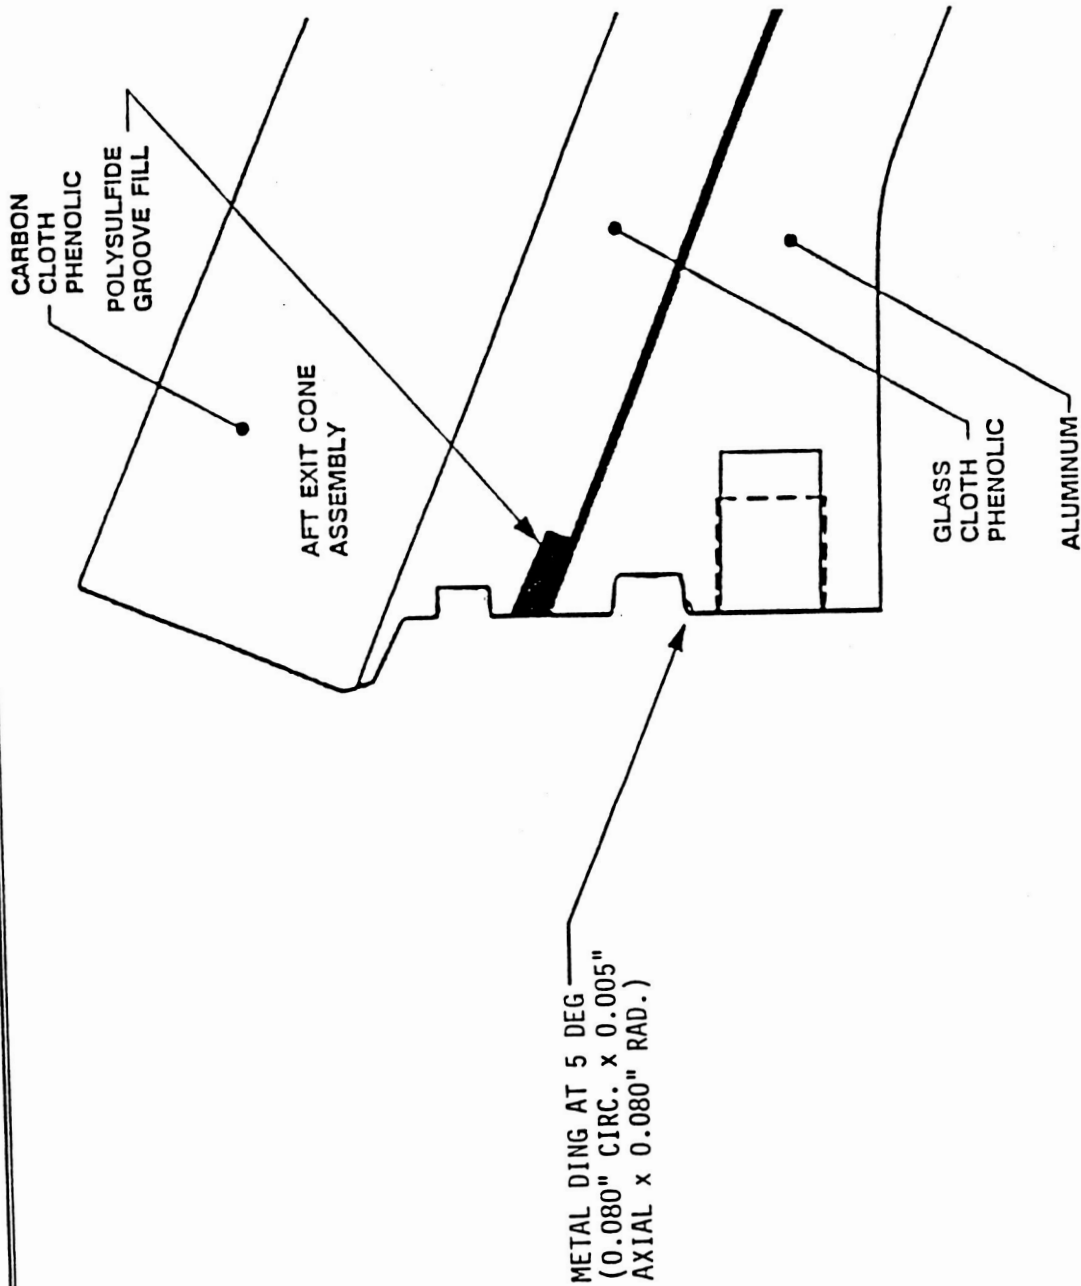 CARBON
CLOTH
PHENOLIC
POLYSULFIDE
GROOVE FILL
AFT EXIT CONE
ASSEMBLY
METAL DING AT 5 DEG
(0.080" CIRC. x 0.005"
AXIAL x 0.080" RAD.)
GLASS
CLOTH
PHENOLIC
ALUMINUM